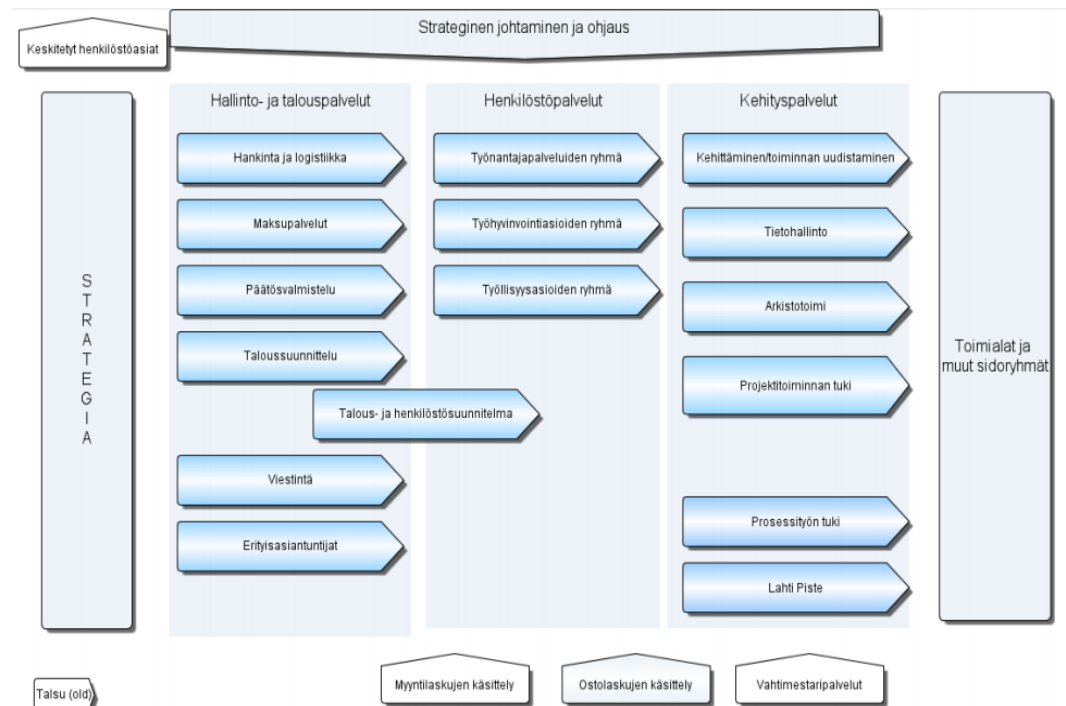 Strateginen johtaminen ja ohjaus
Keskitetyt henkilöstöasiat
STRATEGIA
Hallinto- ja talouspalvelut
Hankinta ja logistiikka
Maksupalvelut
Päätösvalmistelu
Taloussuunnittelu
Talous- ja henkilöstösuunnitelma
Viestintä
Erityisasiantuntijat
Henkilöstöpalvelut
Työnantajapalveluiden ryhmä
Työhyvinvointiasioiden ryhmä
Työllisyysasioiden ryhmä
Kehityspalvelut
Kehittäminen/toiminnan uudistaminen
Tietohallinto
Arkistotoimi
Projektitoiminnan tuki
Prosessityön tuki
Lahti Piste
Toimialat ja
muut sidoryhmät
Talsu (old)
Myyntilaskujen käsittely
Ostolaskujen käsittely
Vahtimestaripalvelut